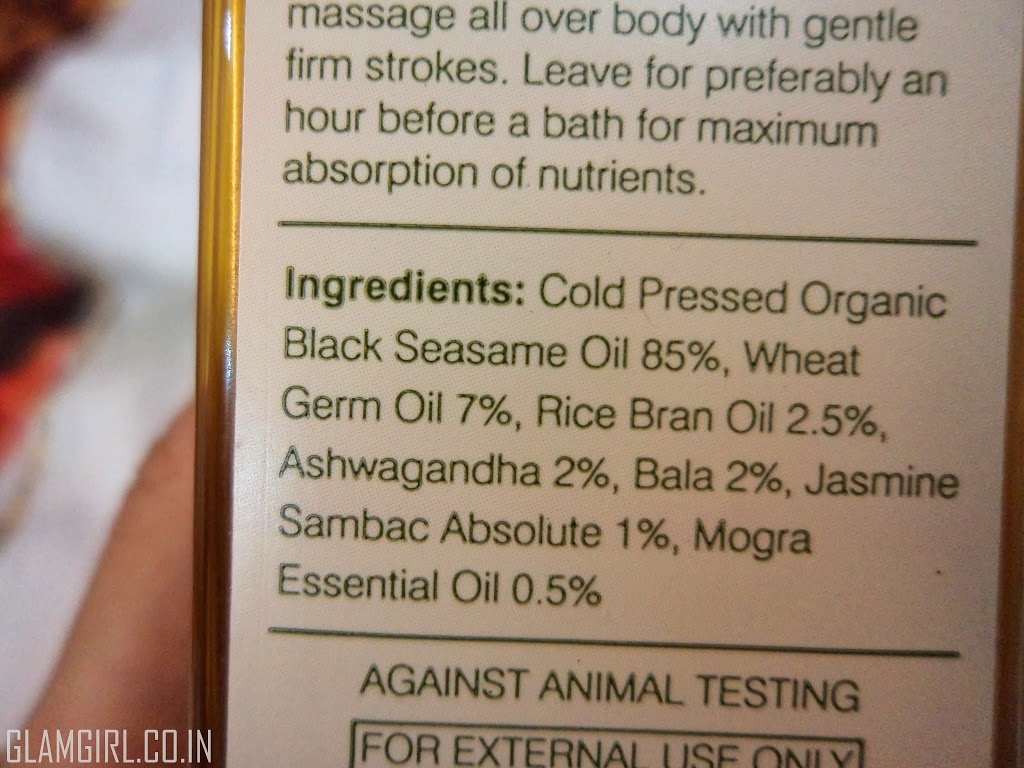 massage all over body with gentle
firm strokes. Leave for preferably an
hour before a bath for maximum
absorption of nutrients.
Ingredients: Cold Pressed Organic
Black Seasame Oil 85%, Wheat
Germ Oil 7%, Rice Bran Oil 2.5%,
Ashwagandha 2%, Bala 2%, Jasmine
Sambac Absolute 1%, Mogra
Essential Oil 0.5%
AGAINST ANIMAL TESTING
FOR EXTERNAL USE ONLY
GLAMGIRL.CO.IN